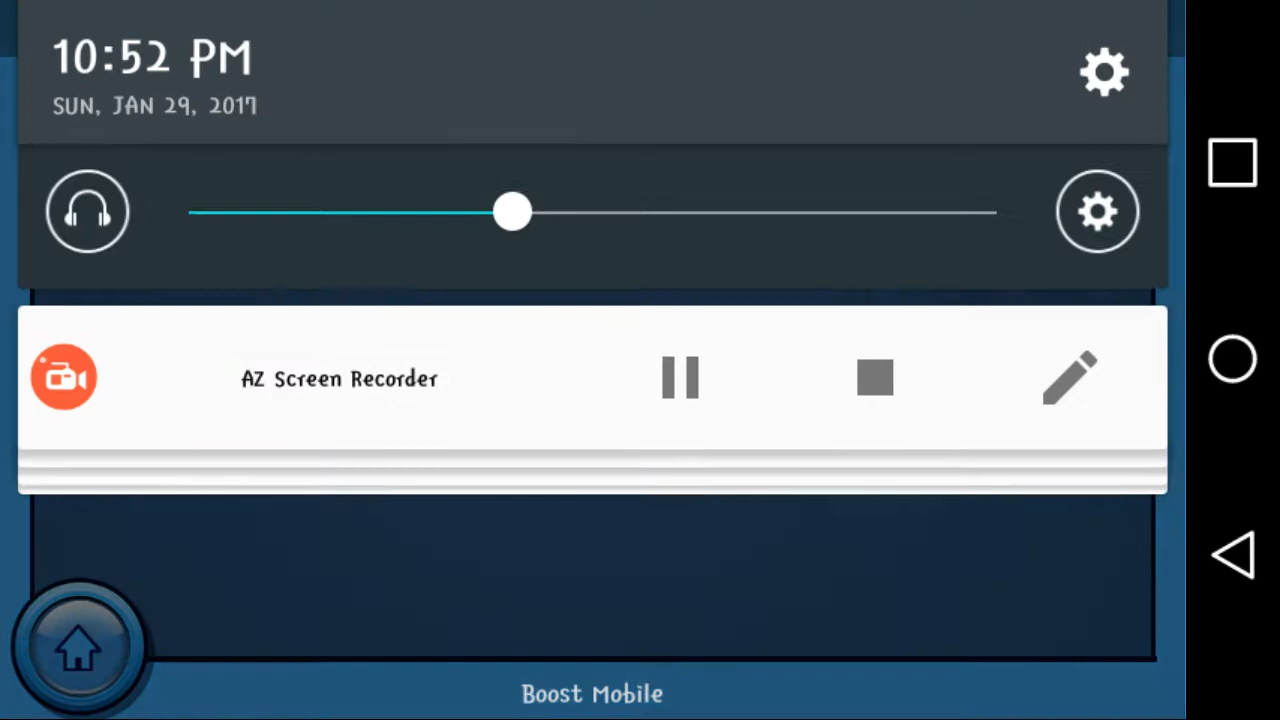 10:52 PM
SUN, JAN 29, 2017
AZ Screen Recorder
Boost Mobile